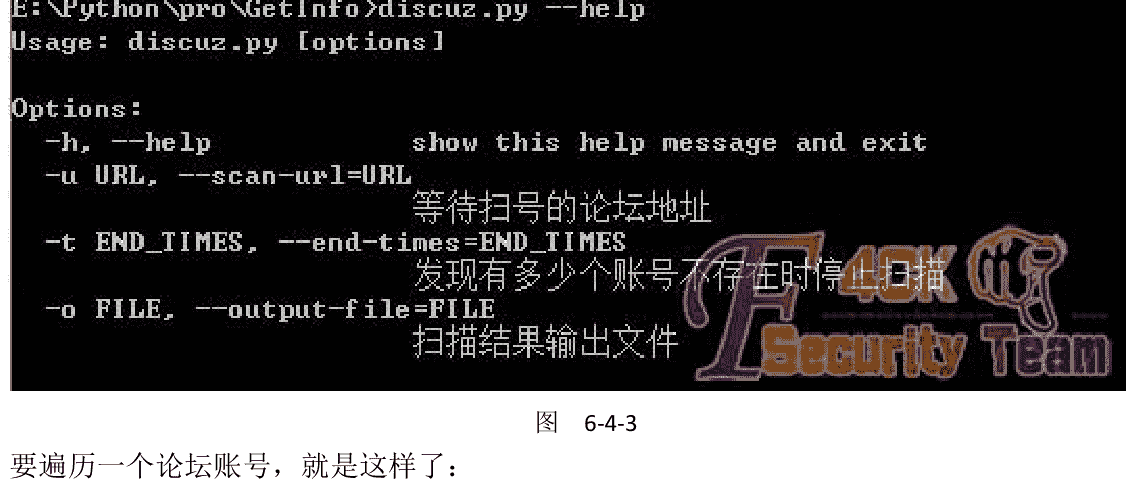 E:\Python\pro\GetInfo>discuz.py --help
Usage: discuz.py [options]
Options:
-h, --help show this help message and exit
-u URL, --scan-url=URL
等待扫号的论坛地址
-t END_TIMES, --end-times=END_TIMES
发现有多少个账号不存在时停止扫描
-o FILE, --output-file=FILE
扫描结果输出文件
F4CK
Security Team
图 6-4-3
要遍历一个论坛账号，就是这样了：